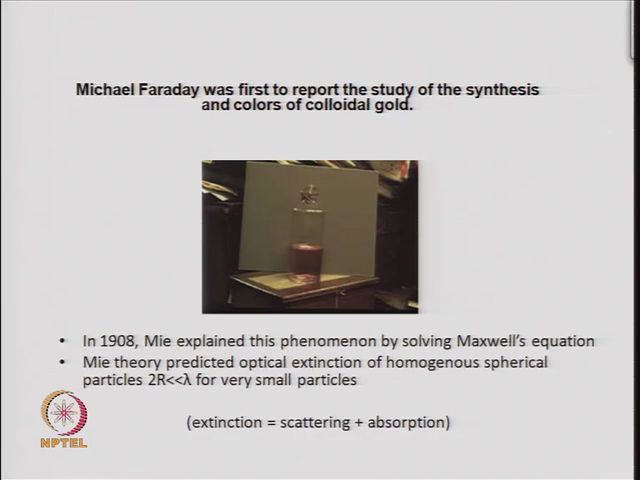 Michael Faraday was first to report the study of the synthesis
and colors of colloidal gold.
• In 1908, Mie explained this phenomenon by solving Maxwell's equation
• Mie theory predicted optical extinction of homogenous spherical
particles 2R<<λ for very small particles
(extinction = scattering + absorption)
NPTEL